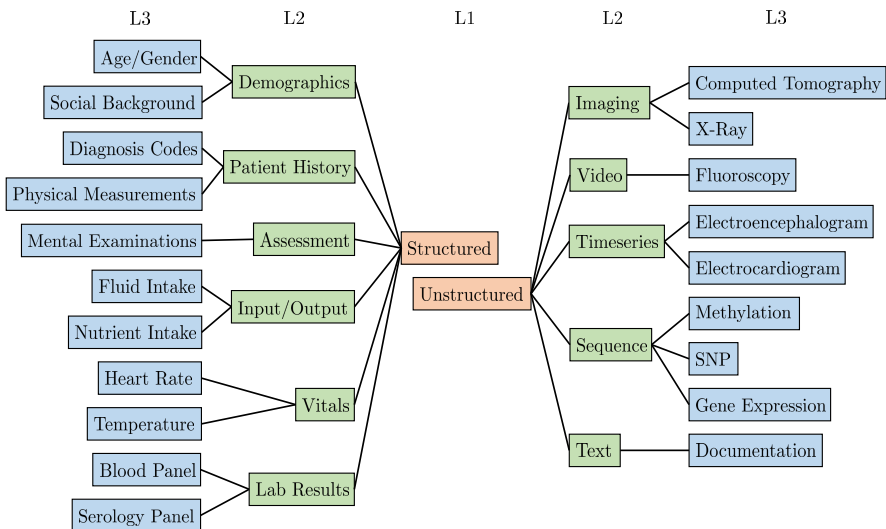 L3
L2
L1
L2
L3
Age/Gender
Social Background
Diagnosis Codes
Physical Measurements
Mental Examinations
Fluid Intake
Nutrient Intake
Heart Rate
Temperature
Blood Panel
Serology Panel
Demographics
Patient History
Assessment
Input/Output
Vitals
Lab Results
Structured
Unstructured
Imaging
Video
Timeseries
Sequence
Text
Computed Tomography
X-Ray
Fluoroscopy
Electroencephalogram
Electrocardiogram
Methylation
SNP
Gene Expression
Documentation